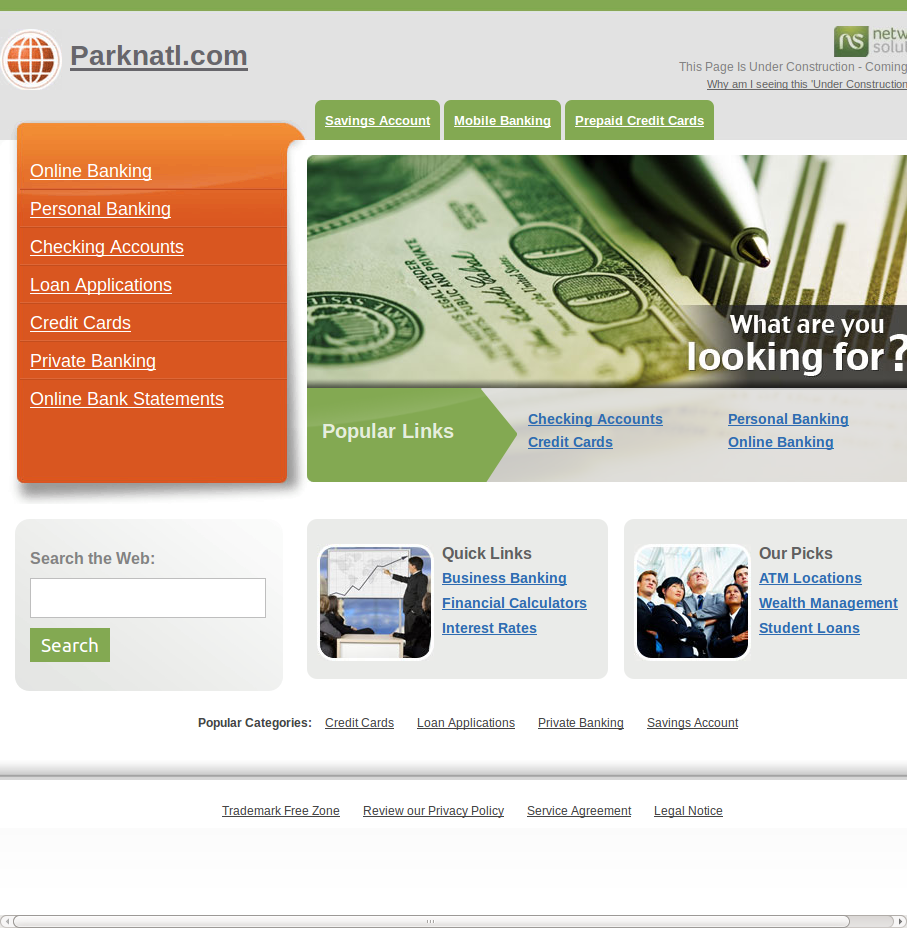 Parknatl.com
ns netw
solu
This Page Is Under Construction - Coming
Why am I seeing this 'Under Construction
Savings Account Mobile Banking Prepaid Credit Cards
Online Banking
Personal Banking
Checking Accounts
Loan Applications
Credit Cards
Private Banking
Online Bank Statements
What are you
looking for?
Popular Links
Checking Accounts Personal Banking
Credit Cards Online Banking
Search the Web:
Search
Quick Links
Business Banking
Financial Calculators
Interest Rates
Our Picks
ATM Locations
Wealth Management
Student Loans
Popular Categories: Credit Cards Loan Applications Private Banking Savings Account
Trademark Free Zone Review our Privacy Policy Service Agreement Legal Notice